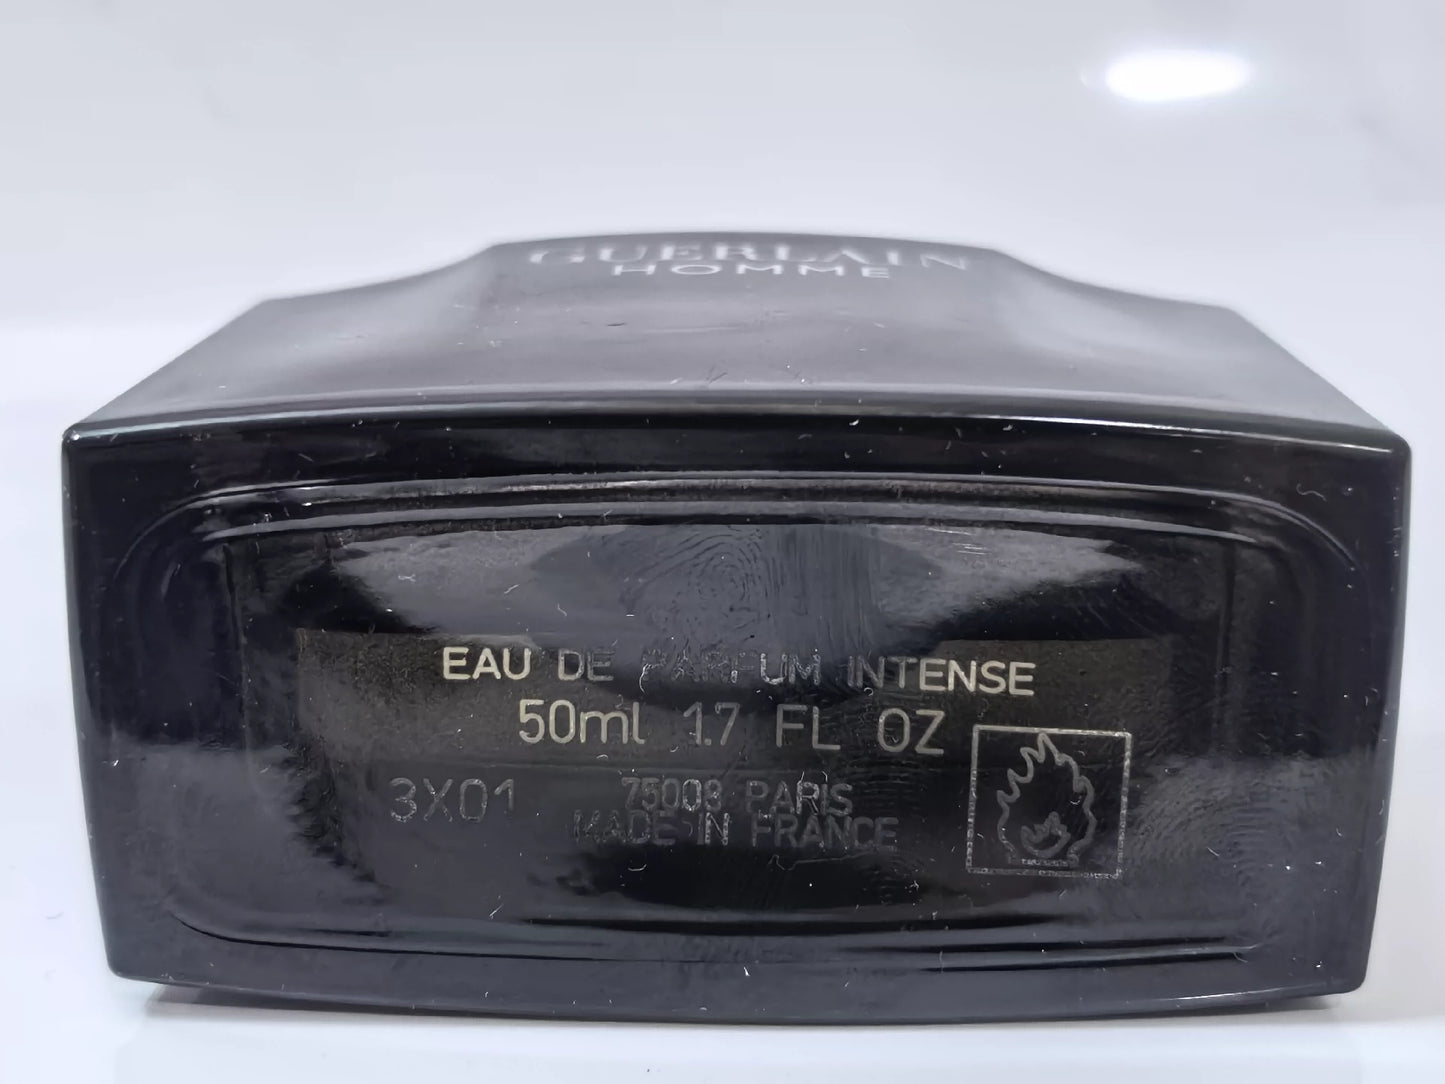 GUERLAIN
HOMME
EAU DE PARFUM INTENSE
50ml 1.7 FL OZ
3X01
75008 PARIS
MADE IN FRANCE